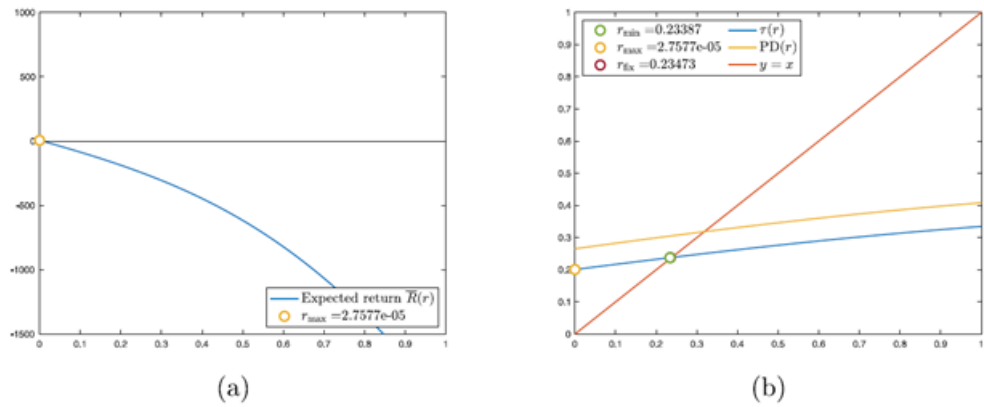 1000
500
0
-500
-1000
-1500
0 0.1 0.2 0.3 0.4 0.5 0.6 0.7 0.8 0.9 1
Expected return R̅(r)
r_max =2.7577e-05
(a)
1
0.9
0.8
0.7
0.6
0.5
0.4
0.3
0.2
0.1
0
0 0.1 0.2 0.3 0.4 0.5 0.6 0.7 0.8 0.9 1
r_min =0.23387 τ(r)
r_max =2.7577e-05 PD(r)
r_fix =0.23473 y = x
(b)